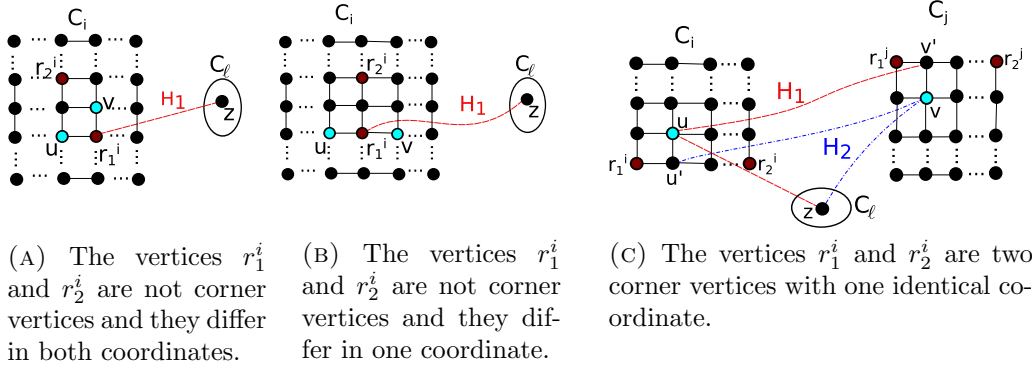 C_i
r_2^i
v
u
r_1^i
H_1
C_ℓ
z
C_i
r_2^i
u
r_1^i
v
H_1
C_ℓ
z
C_i
u
r_1^i
u'
r_2^i
H_1
H_2
C_j
r_1^j
v'
r_2^j
v
z
C_ℓ
(A) The vertices r_1^i
and r_2^i are not corner
vertices and they differ
in both coordinates.
(B) The vertices r_1^i
and r_2^i are not corner
vertices and they dif-
fer in one coordinate.
(C) The vertices r_1^i and r_2^i are two
corner vertices with one identical co-
ordinate.